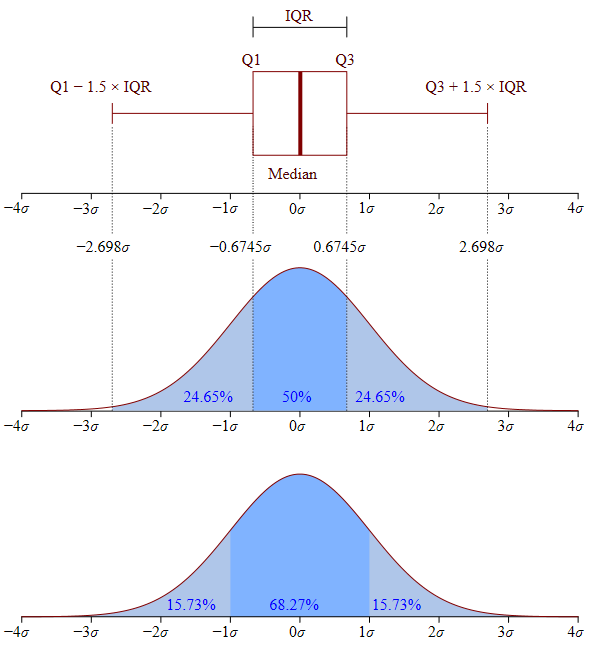 IQR
Q1 Q3
Q1 − 1.5 × IQR Q3 + 1.5 × IQR
Median
−4σ −3σ −2σ −1σ 0σ 1σ 2σ 3σ 4σ
−2.698σ −0.6745σ 0.6745σ 2.698σ
24.65% 50% 24.65%
−4σ −3σ −2σ −1σ 0σ 1σ 2σ 3σ 4σ
15.73% 68.27% 15.73%
−4σ −3σ −2σ −1σ 0σ 1σ 2σ 3σ 4σ